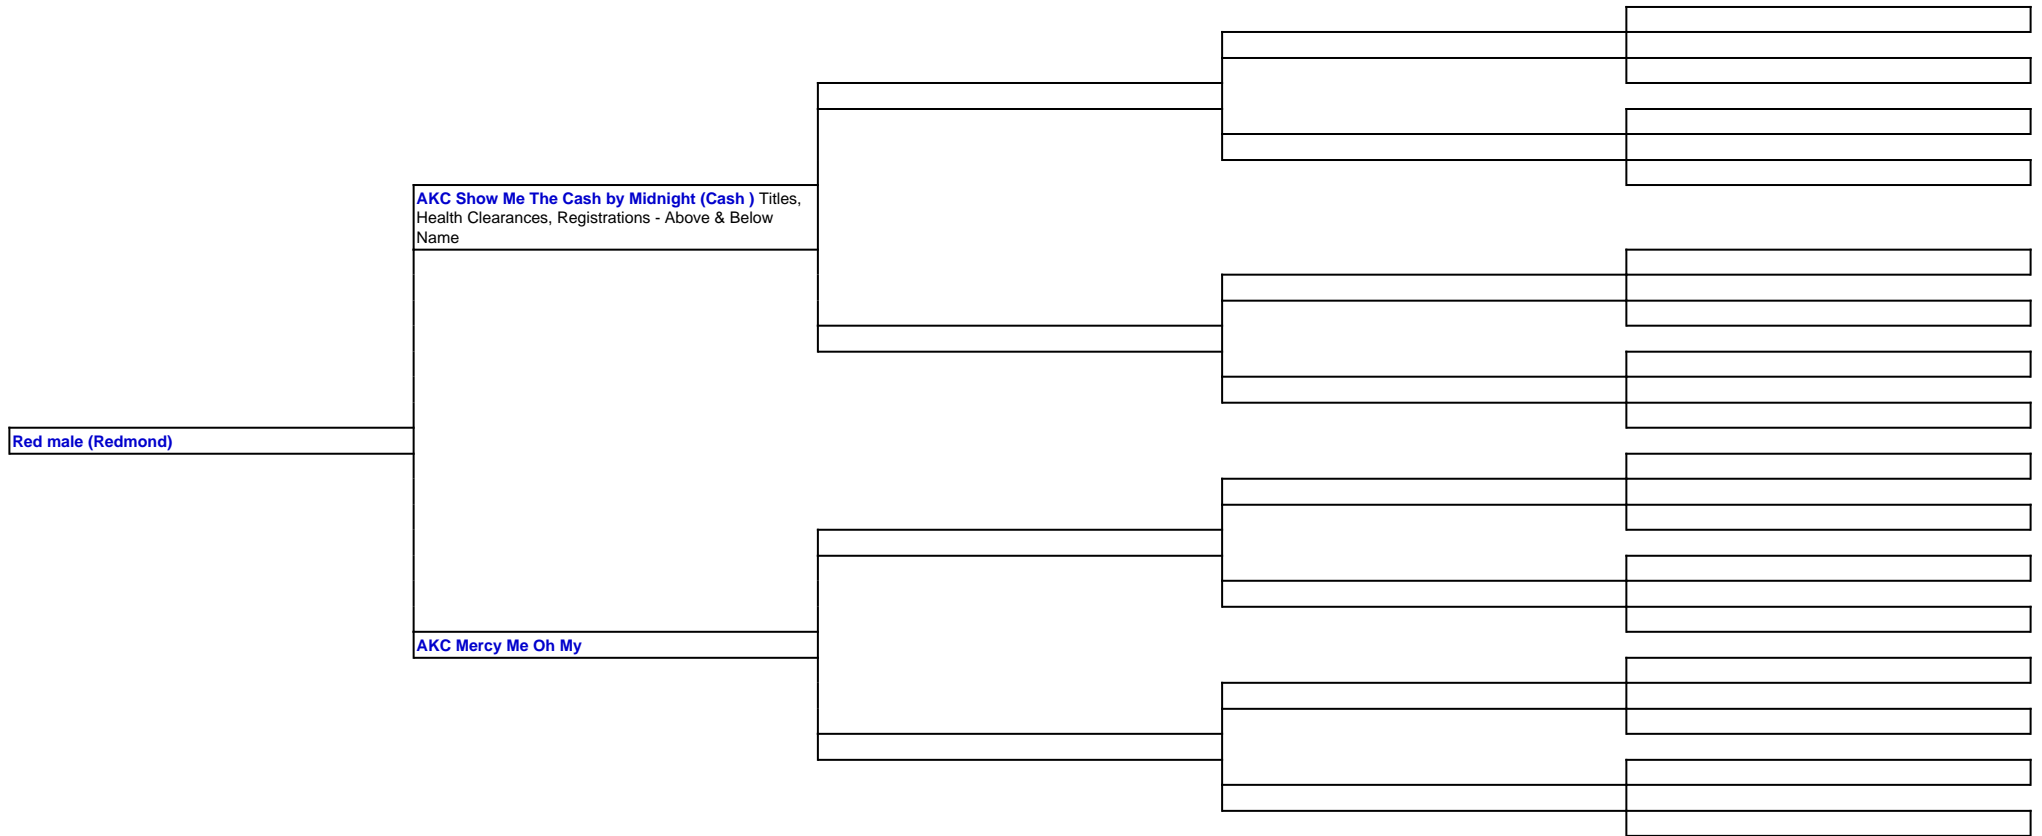 AKC Show Me The Cash by Midnight (Cash ) Titles,
Health Clearances, Registrations - Above & Below
Name
Red male (Redmond)
AKC Mercy Me Oh My